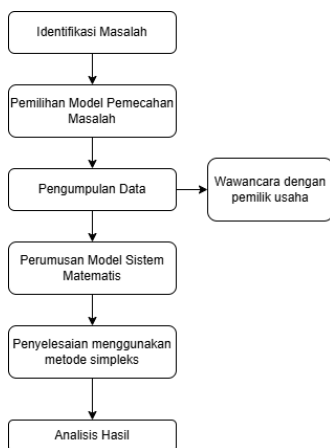 Identifikasi Masalah
Pemilihan Model Pemecahan
Masalah
Pengumpulan Data
Wawancara dengan
pemilik usaha
Perumusan Model Sistem
Matematis
Penyelesaian menggunakan
metode simpleks
Analisis Hasil